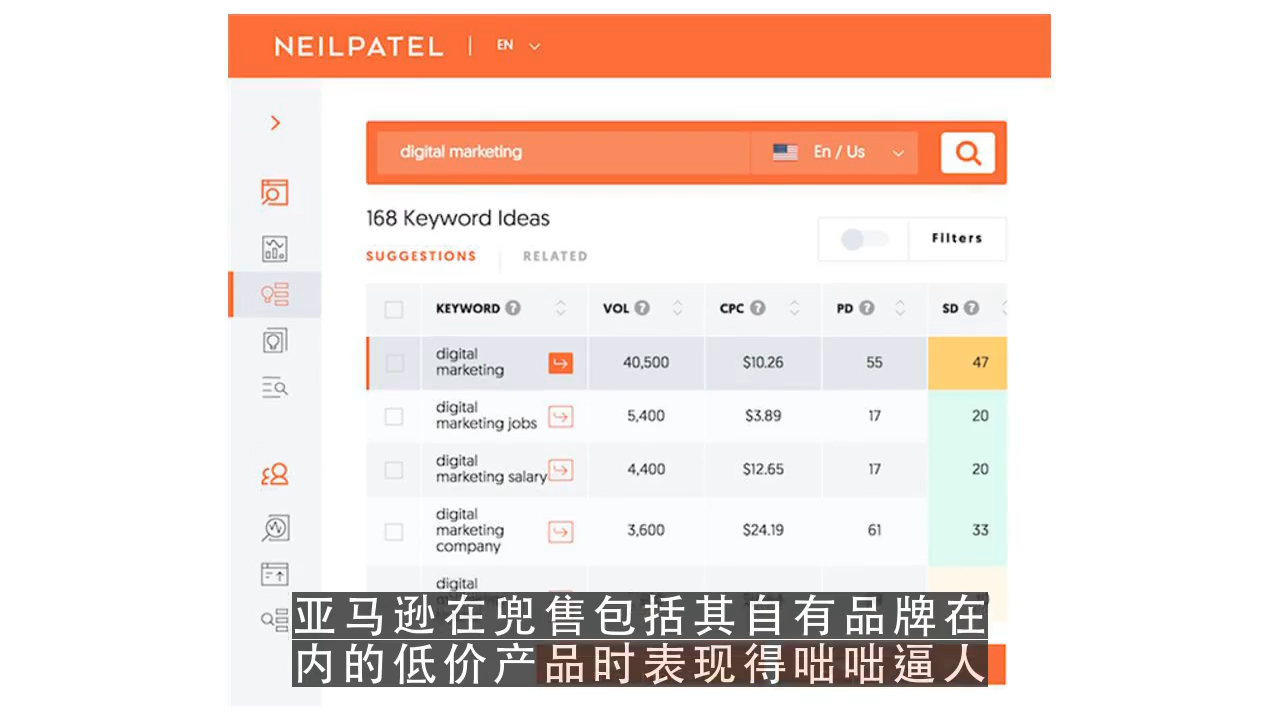 NEILPATEL | EN
digital marketing En / Us
168 Keyword Ideas
SUGGESTIONS RELATED
Filters
KEYWORD ? VOL ? CPC ? PD ? SD ?
digital
marketing 40,500 $10.26 55 47
digital
marketing jobs 5,400 $3.89 17 20
digital
marketing salary 4,400 $12.65 17 20
digital
marketing
company 3,600 $24.19 61 33
digital
亚马逊在兜售包括其自有品牌在
内的低价产品时表现得咄咄逼人